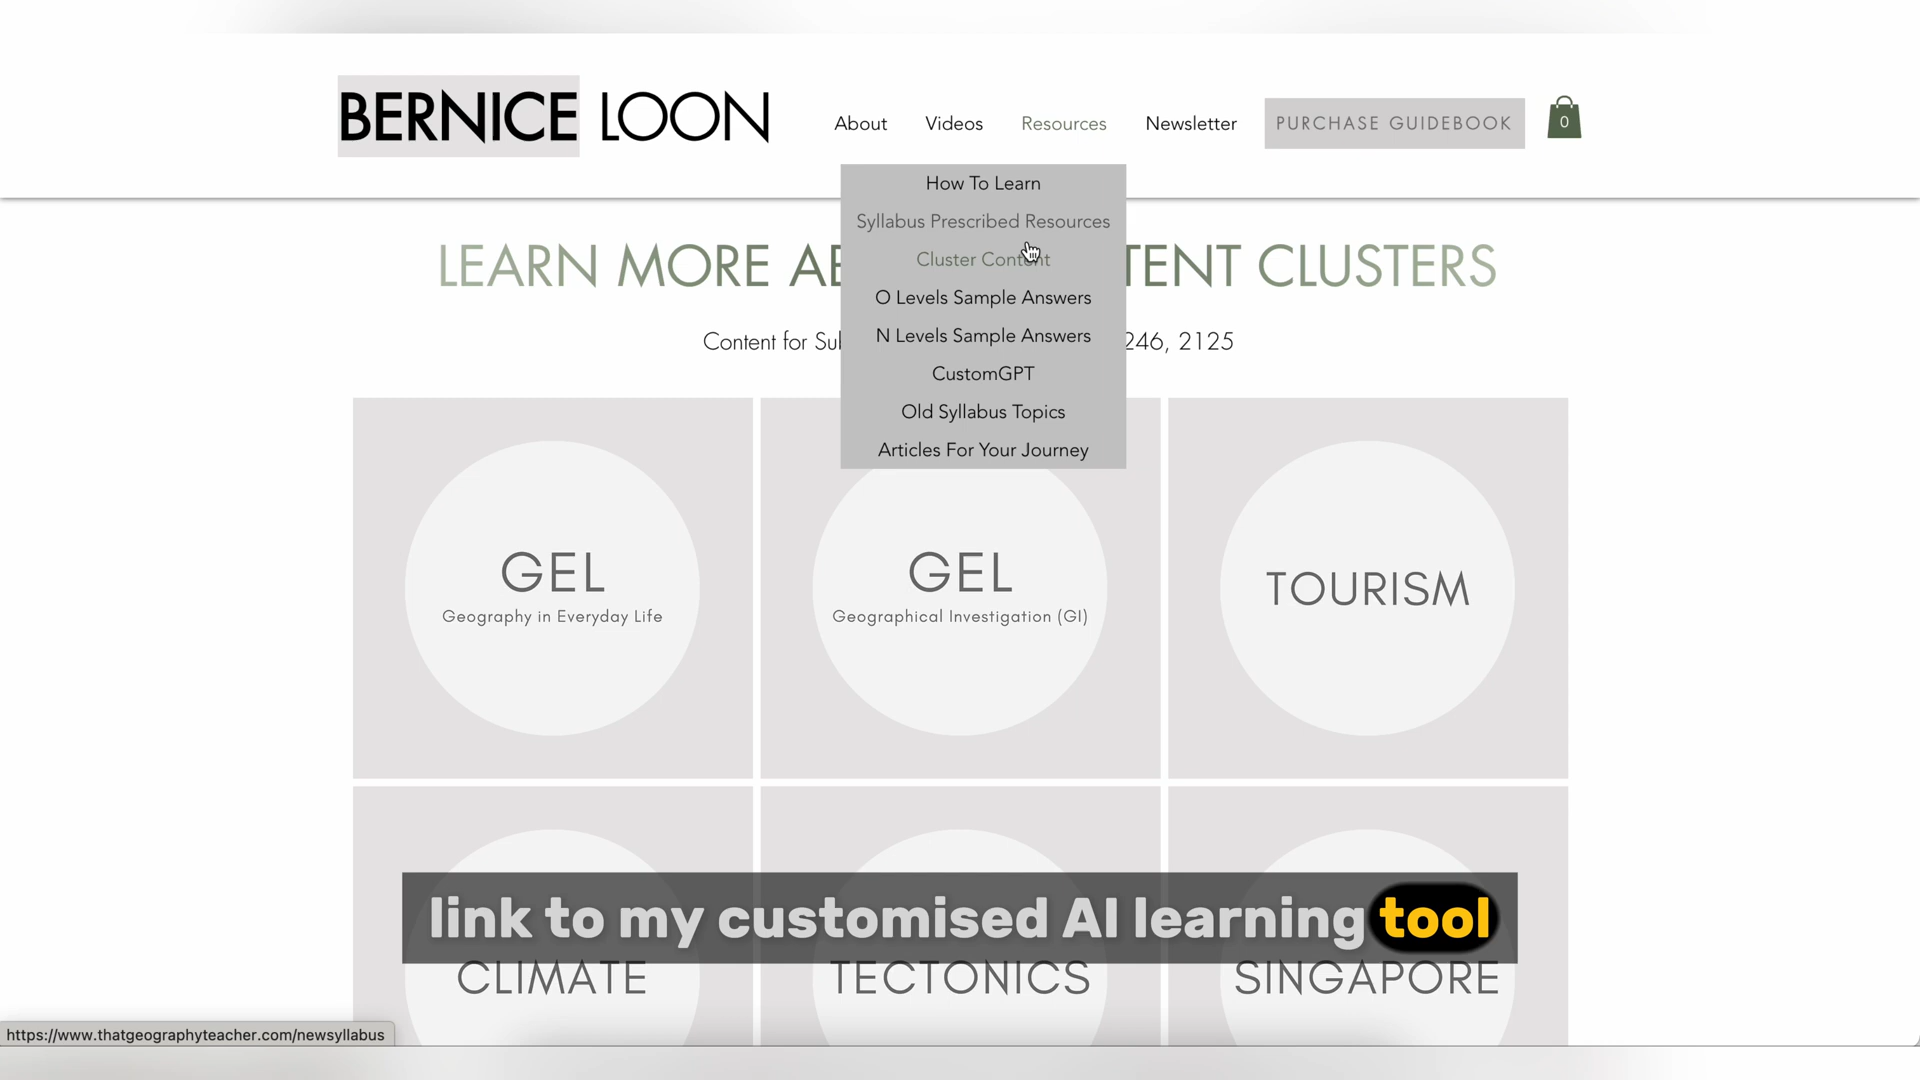 BERNICE LOON
About Videos Resources Newsletter PURCHASE GUIDEBOOK 0
How To Learn
Syllabus Prescribed Resources
Cluster Content
O Levels Sample Answers
N Levels Sample Answers
CustomGPT
Old Syllabus Topics
Articles For Your Journey
LEARN MORE AB TENT CLUSTERS
Content for Sub 246, 2125
GEL
Geography in Everyday Life
GEL
Geographical Investigation (GI)
TOURISM
link to my customised AI learning tool
CLIMATE
TECTONICS
SINGAPORE
https://www.thatgeographyteacher.com/newsyllabus